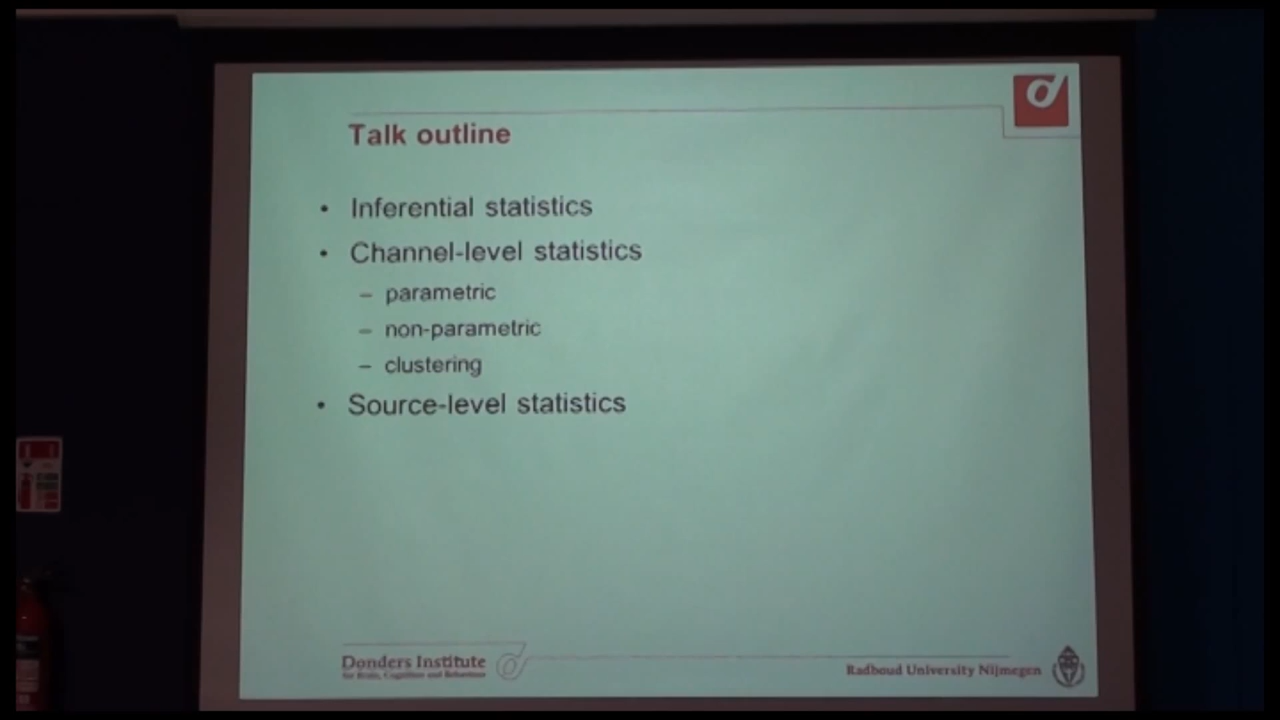 Talk outline
• Inferential statistics
• Channel-level statistics
– parametric
– non-parametric
– clustering
• Source-level statistics
Donders Institute
for Brain, Cognition and Behaviour
Radboud University Nijmegen